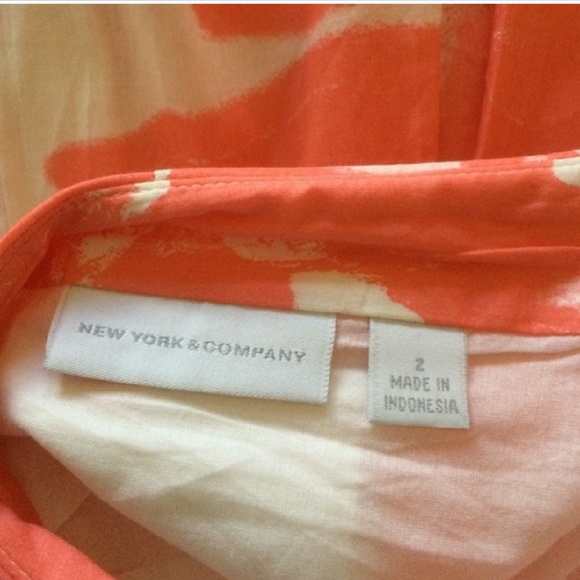 NEW YORK & COMPANY
2
MADE IN
INDONESIA